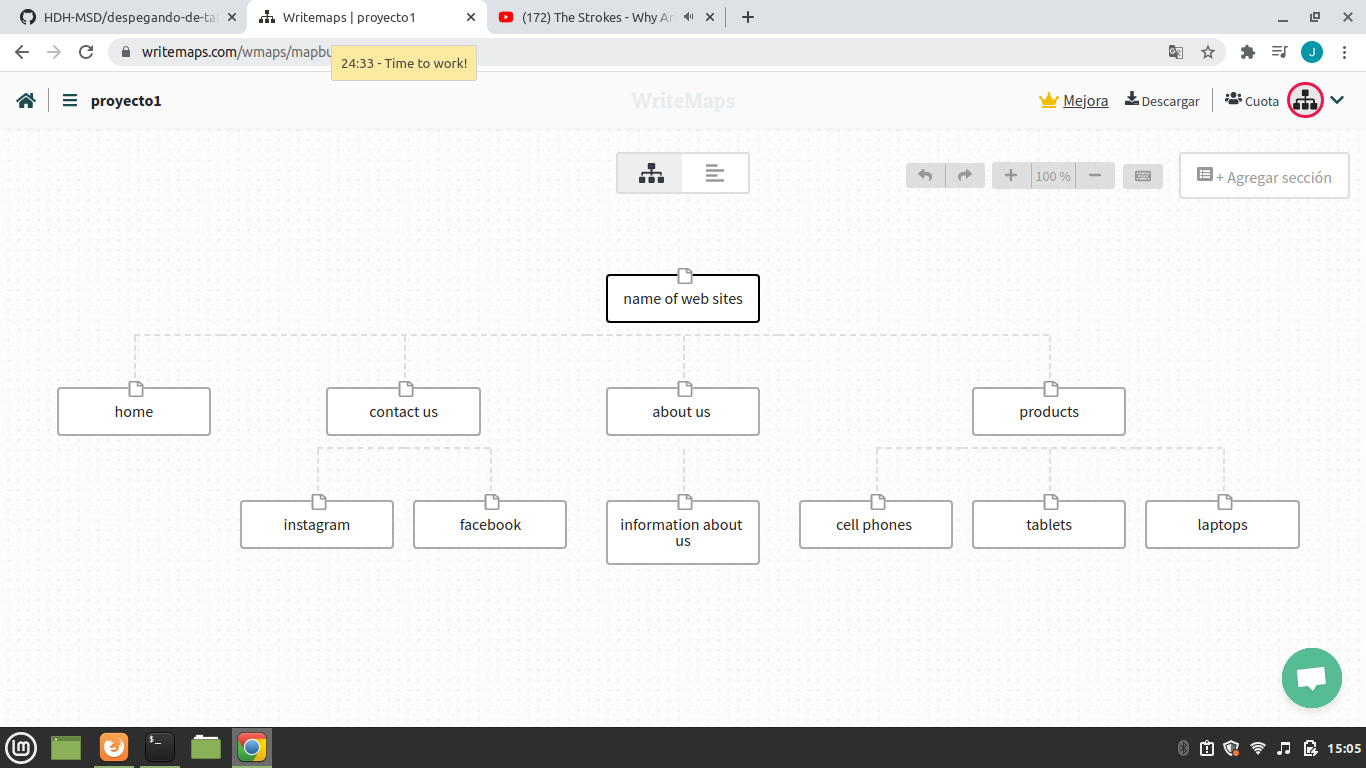 HDH-MSD/despegando-de-ta
Writemaps | proyecto1
(172) The Strokes - Why Ar
writemaps.com/wmaps/mapbu
24:33 - Time to work!
J
proyecto1
WriteMaps
Mejora
Descargar
Cuota
100 %
+ Agregar sección
name of web sites
home
contact us
about us
products
instagram
facebook
information about
us
cell phones
tablets
laptops
$_
15:05